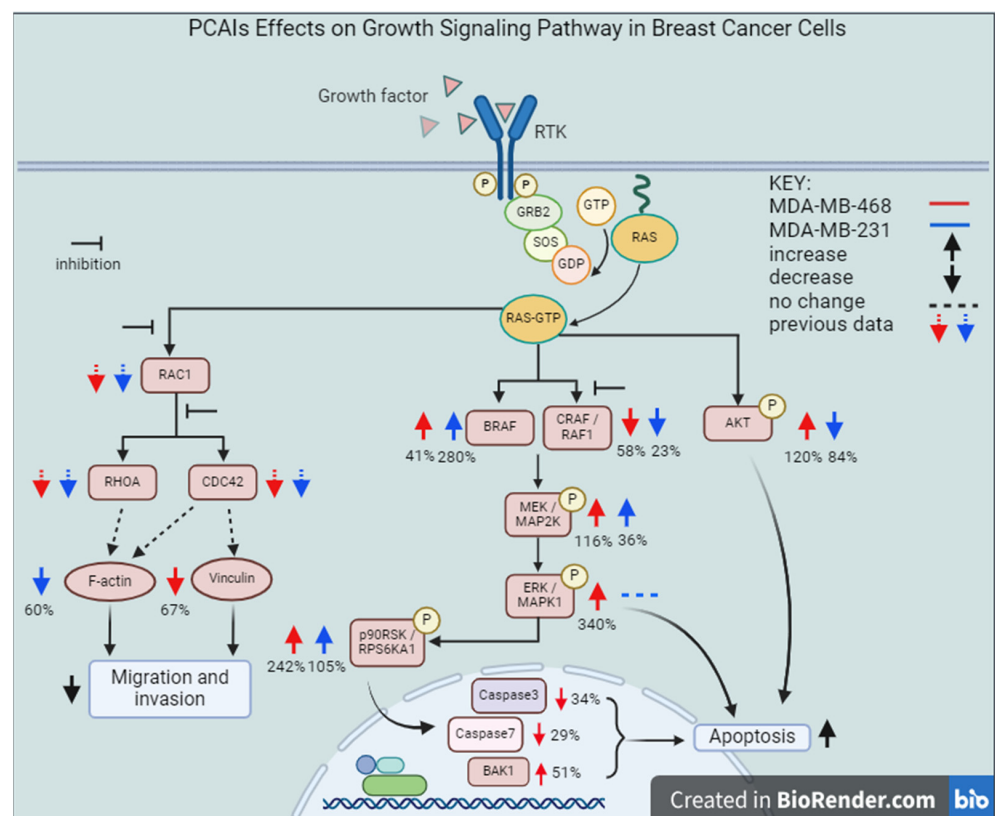 PCAIs Effects on Growth Signaling Pathway in Breast Cancer Cells
Growth factor
RTK
P
P
GRB2
SOS
GDP
GTP
RAS
KEY:
MDA-MB-468
MDA-MB-231
increase
decrease
no change
previous data
inhibition
RAS-GTP
RAC1
BRAF
41% 280%
CRAF /
RAF1
58% 23%
AKT
P
120% 84%
RHOA
CDC42
MEK /
MAP2K
P
116% 36%
F-actin
60%
Vinculin
67%
ERK /
MAPK1
P
340%
p90RSK /
RPS6KA1
P
242% 105%
Migration and
invasion
Caspase3
34%
Caspase7
29%
BAK1
51%
Apoptosis
Created in BioRender.com bio